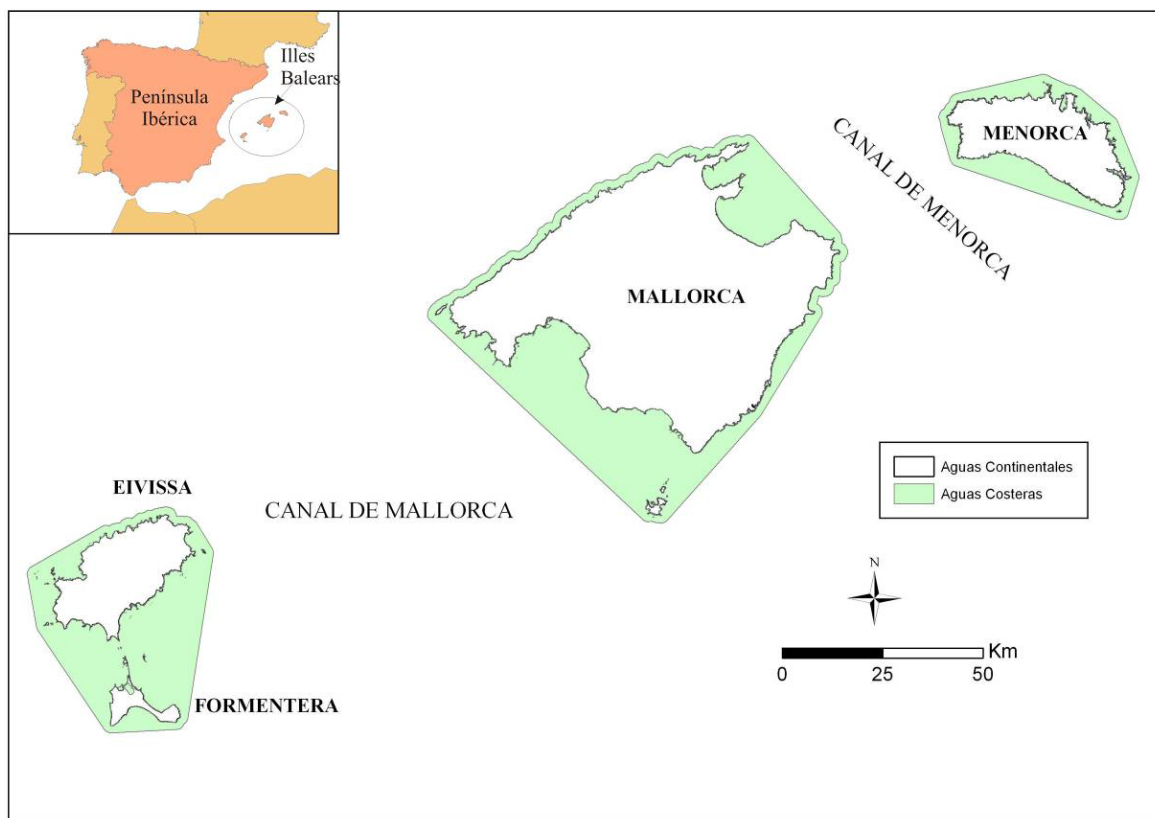 Illes
Balears
Península
Ibérica
MENORCA
CANAL DE MENORCA
MALLORCA
Aguas Continentales
Aguas Costeras
EIVISSA
CANAL DE MALLORCA
N
Km
0 25 50
FORMENTERA